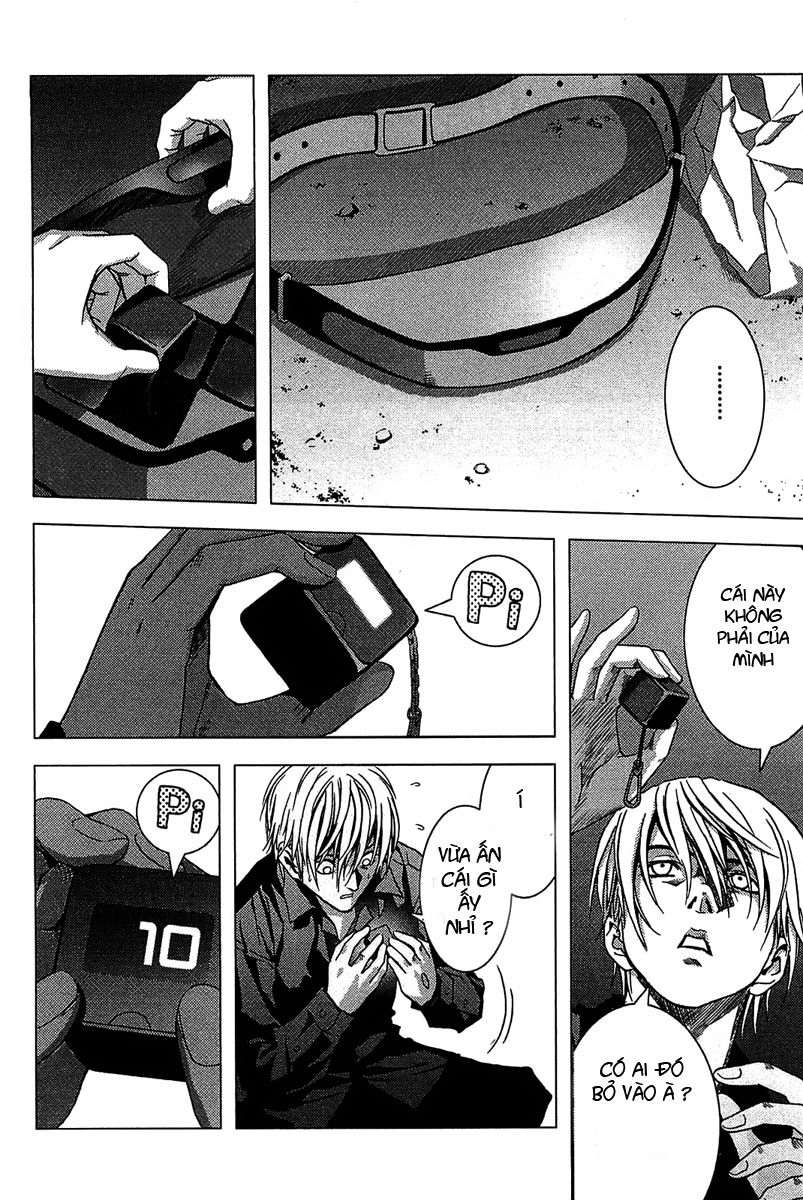 ........
CÁI NÀY
KHÔNG
PHẢI CỦA
MÌNH
CÓ AI ĐÓ
BỎ VÀO À ?
Pi
Í
VỪA ẤN
CÁI GÌ
ẤY
NHỈ ?
Pi
10